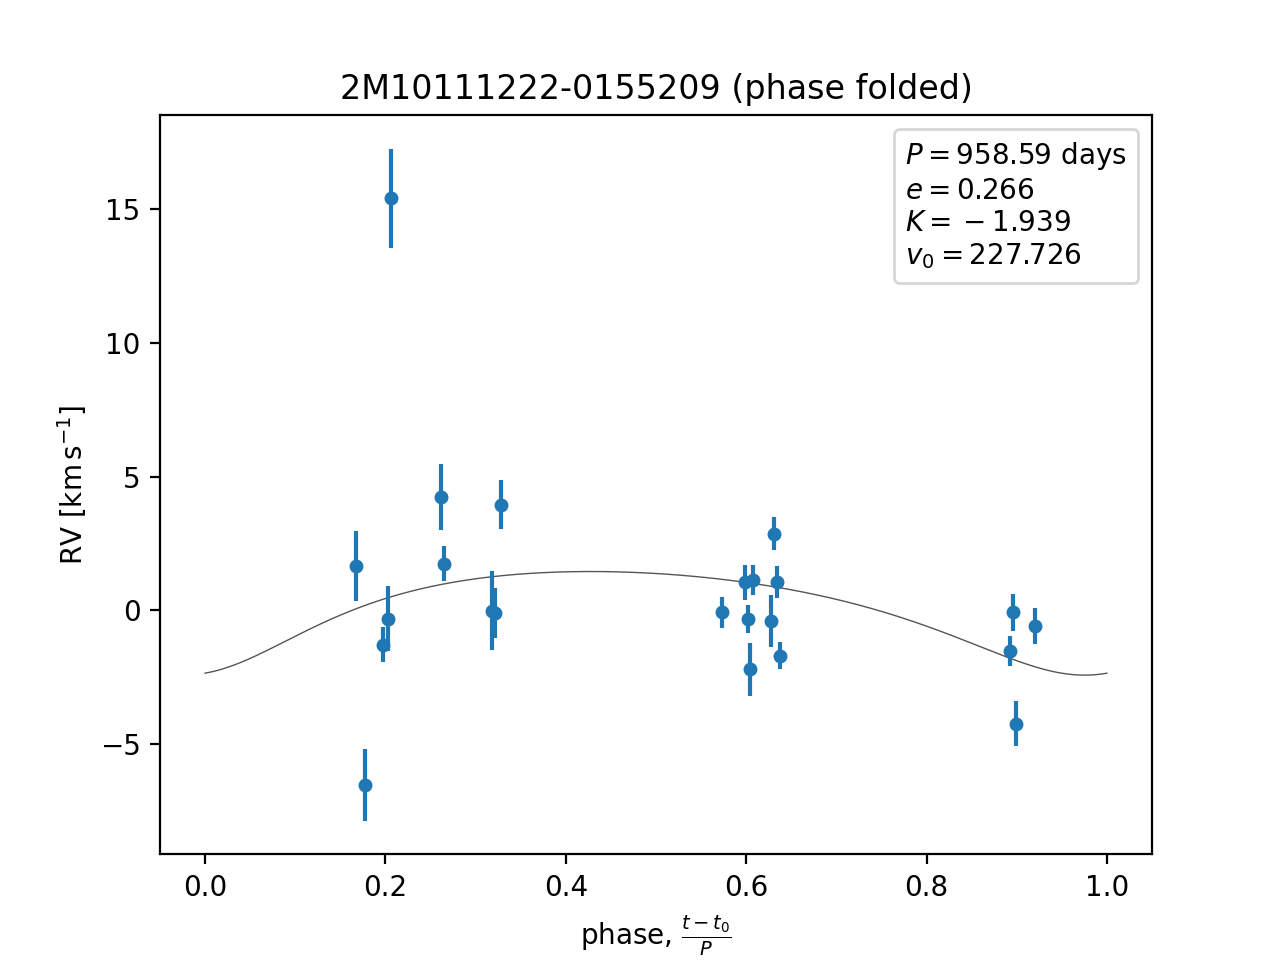 2M10111222-0155209 (phase folded)
P = 958.59 days
e = 0.266
K = −1.939
v₀ = 227.726
15
10
5
0
−5
RV [km s⁻¹]
0.0 0.2 0.4 0.6 0.8 1.0
phase, (t − t₀)/P